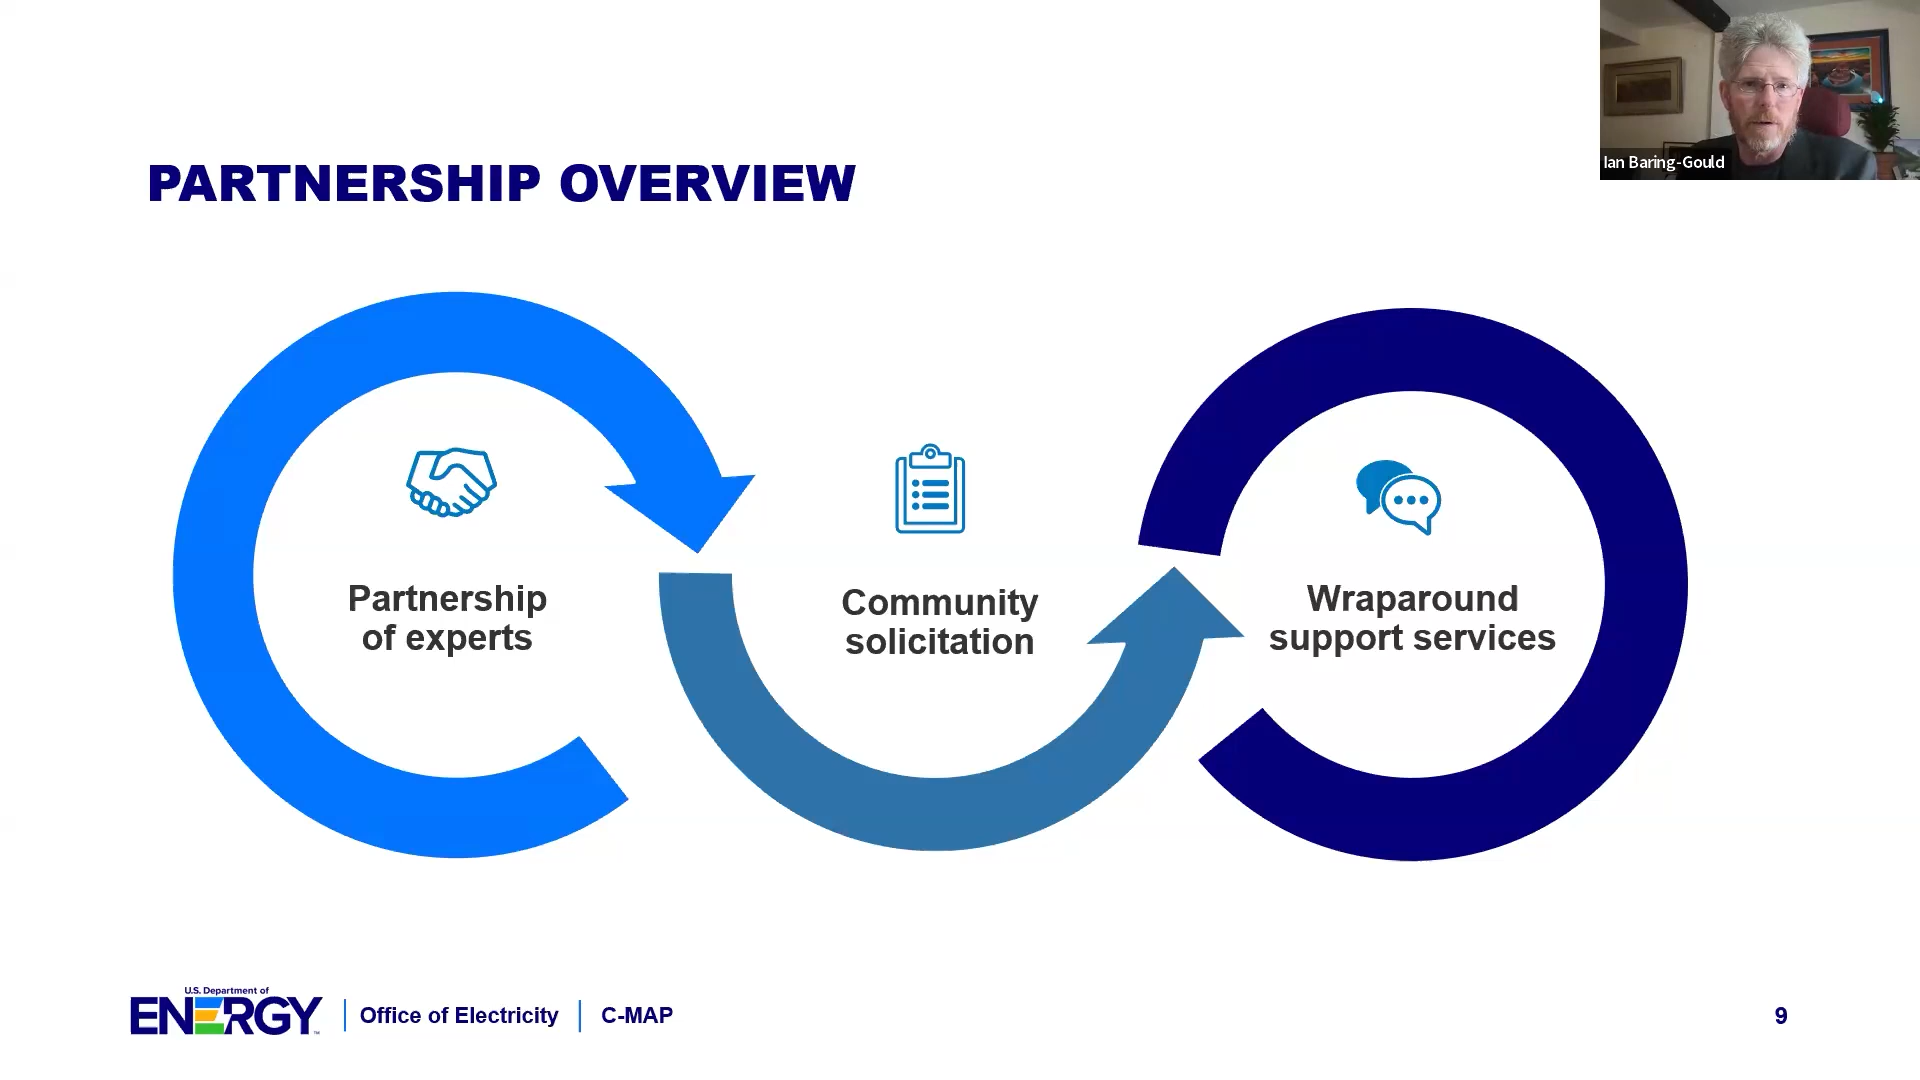 Ian Baring-Gould
PARTNERSHIP OVERVIEW
Partnership
of experts
Community
solicitation
Wraparound
support services
U.S. Department of
ENERGY™
Office of Electricity
C-MAP
9